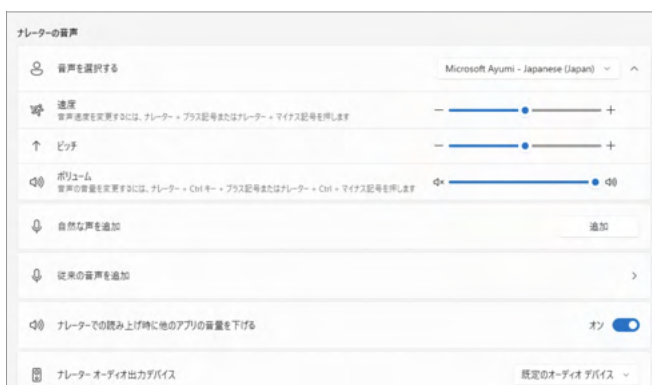 ナレーターの音声
音声を選択する
Microsoft Ayumi - Japanese (Japan)
速度
音声速度を変更するには、ナレーター + プラス記号またはナレーター + マイナス記号を押します
ピッチ
ボリューム
音声の音量を変更するには、ナレーター + Ctrl キー + プラス記号またはナレーター + Ctrl + マイナス記号を押します
自然な声を追加
追加
従来の音声を追加
ナレーターでの読み上げ時に他のアプリの音量を下げる
オン
ナレーター オーディオ出力デバイス
既定のオーディオ デバイス